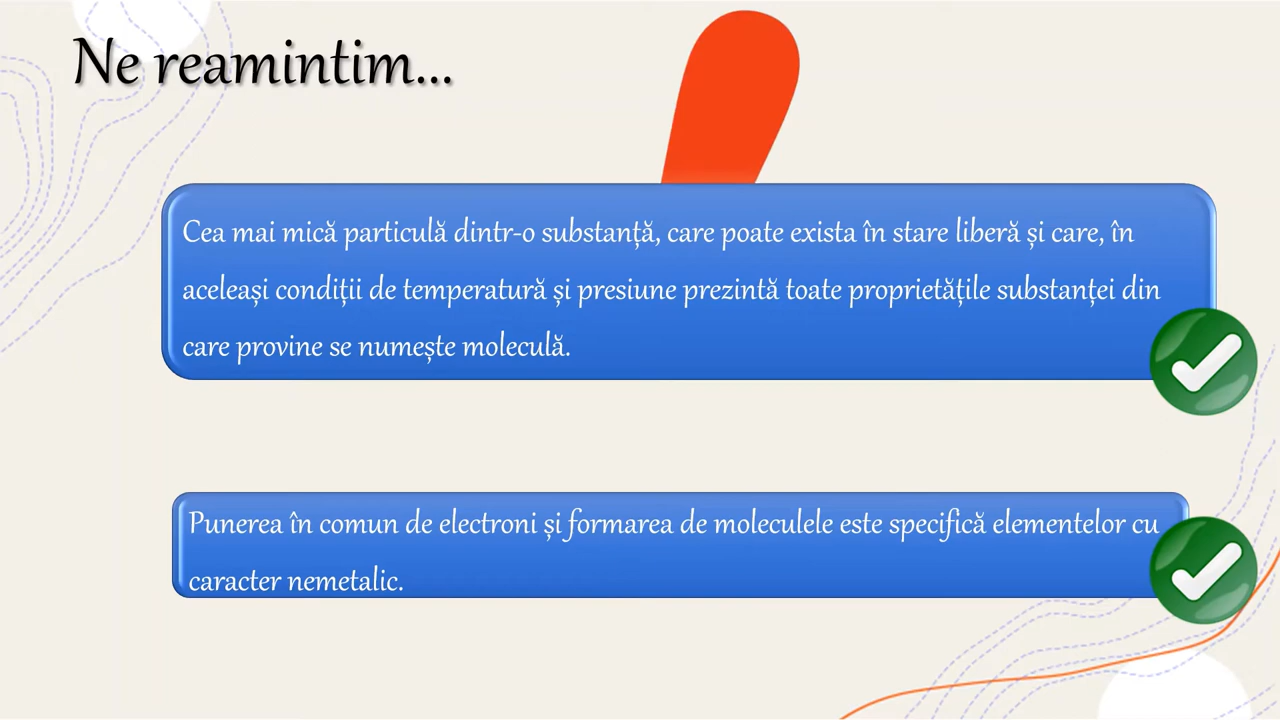 Ne reamintim...
Cea mai mică particulă dintr-o substanță, care poate exista în stare liberă și care, în
aceleași condiții de temperatură și presiune prezintă toate proprietățile substanței din
care provine se numește moleculă.
Punerea în comun de electroni și formarea de moleculele este specifică elementelor cu
caracter nemetalic.